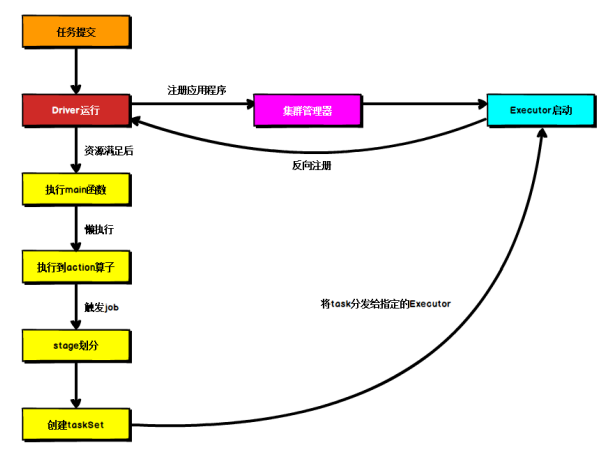 任务提交
Driver运行
注册应用程序
集群管理器
Executor启动
资源满足后
反向注册
执行main函数
懒执行
执行到action算子
触发job
将task分发给指定的Executor
stage划分
创建taskSet